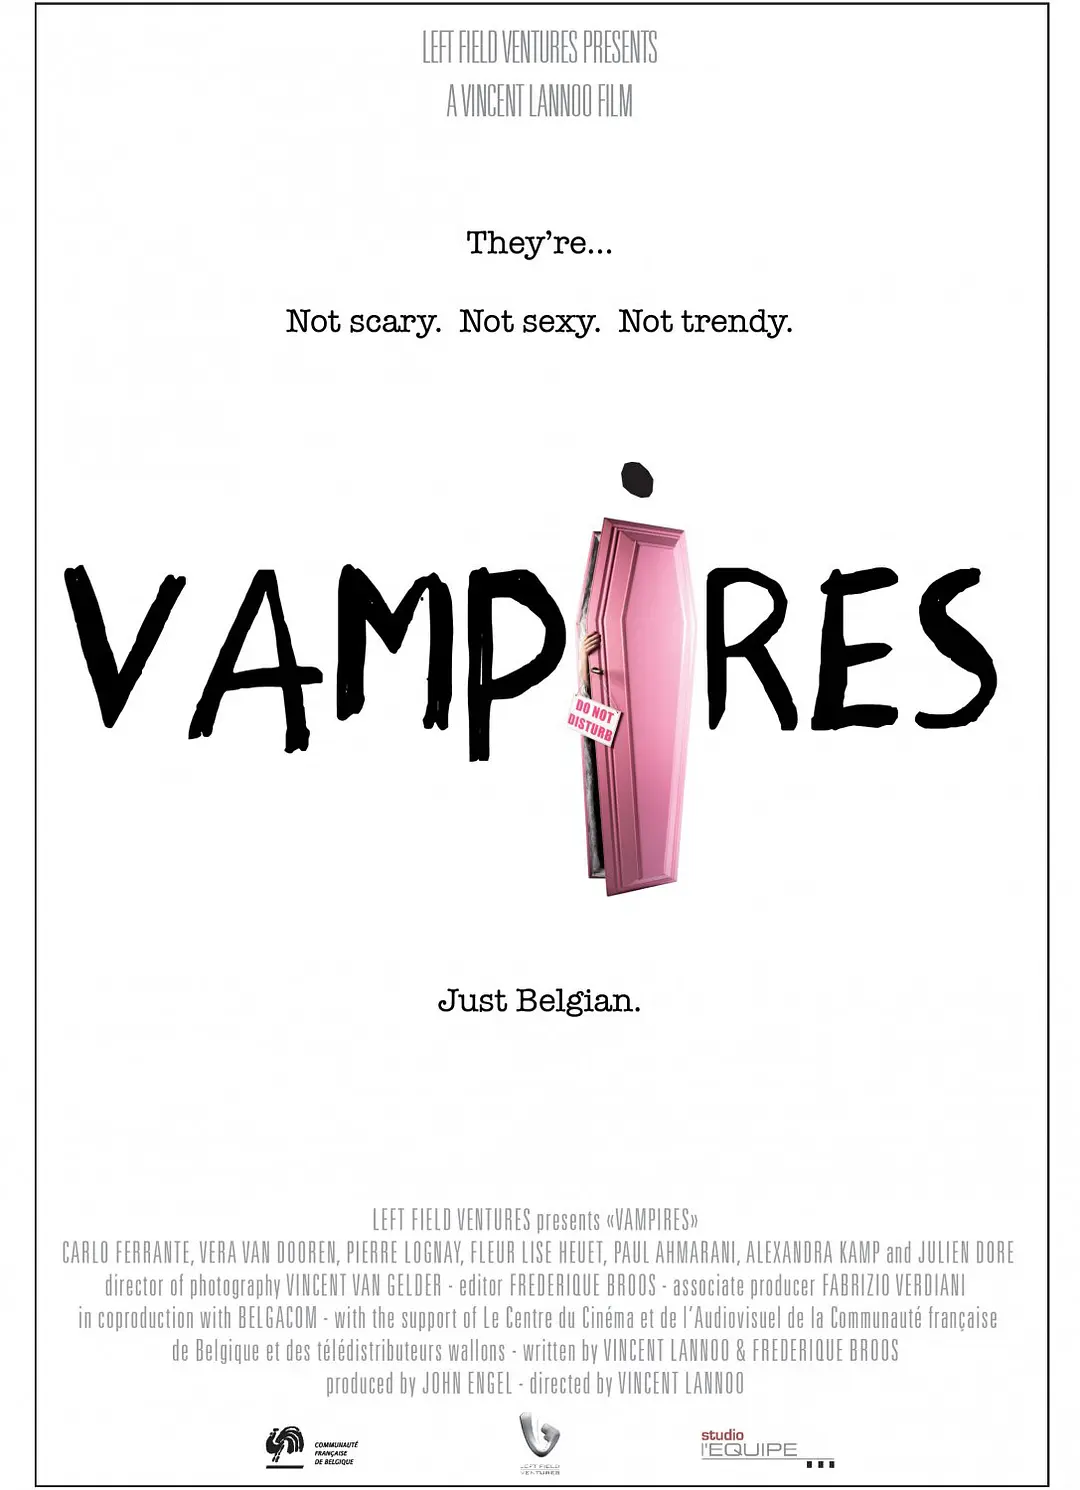 LEFT FIELD VENTURES PRESENTS
A VINCENT LANNOO FILM
They're...
Not scary. Not sexy. Not trendy.
VAMPIRES
DO NOT
DISTURB
Just Belgian.
LEFT FIELD VENTURES presents «VAMPIRES»
CARLO FERRANTE, VERA VAN DOOREN, PIERRE LOGNAY, FLEUR LISE HEUET, PAUL AHMARANI, ALEXANDRA KAMP and JULIEN DORE
director of photography VINCENT VAN GELDER - editor FREDERIQUE BROOS - associate producer FABRIZIO VERDIANI
in coproduction with BELGACOM - with the support of Le Centre du Cinéma et de l'Audiovisuel de la Communauté française
de Belgique et des télédistributeurs wallons - written by VINCENT LANNOO & FREDERIQUE BROOS
produced by JOHN ENGEL - directed by VINCENT LANNOO
COMMUNAUTÉ
FRANÇAISE
DE BELGIQUE
LEFT FIELD
VENTURES
studio
l'EQUIPE